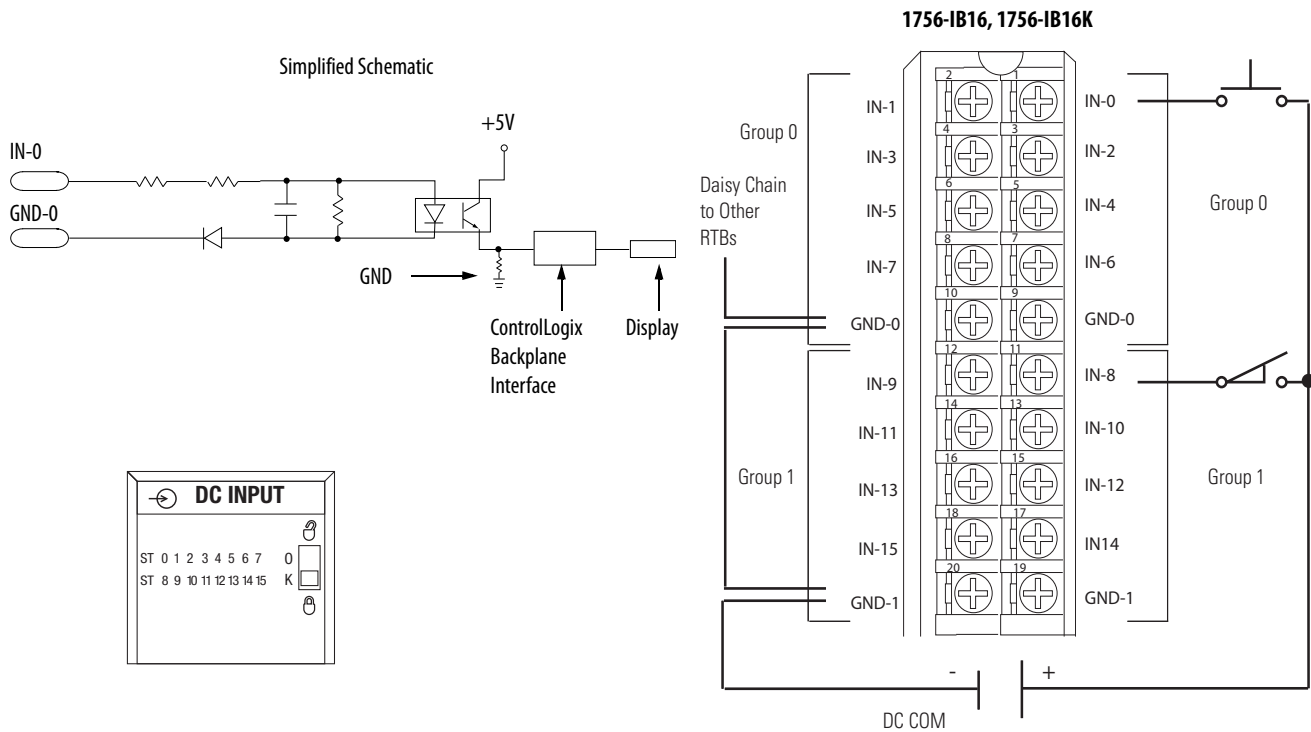 1756-IB16, 1756-IB16K
Simplified Schematic
+5V
IN-0
GND-0
GND
ControlLogix
Backplane
Interface
Display
DC INPUT
ST 0 1 2 3 4 5 6 7 O
ST 8 9 10 11 12 13 14 15 K
Group 0
Daisy Chain
to Other
RTBs
Group 1
IN-1 2 1 IN-0
IN-3 4 3 IN-2
IN-5 6 5 IN-4
IN-7 8 7 IN-6
GND-0 10 9 GND-0
IN-9 12 11 IN-8
IN-11 14 13 IN-10
IN-13 16 15 IN-12
IN-15 18 17 IN14
GND-1 20 19 GND-1
Group 0
Group 1
- +
DC COM